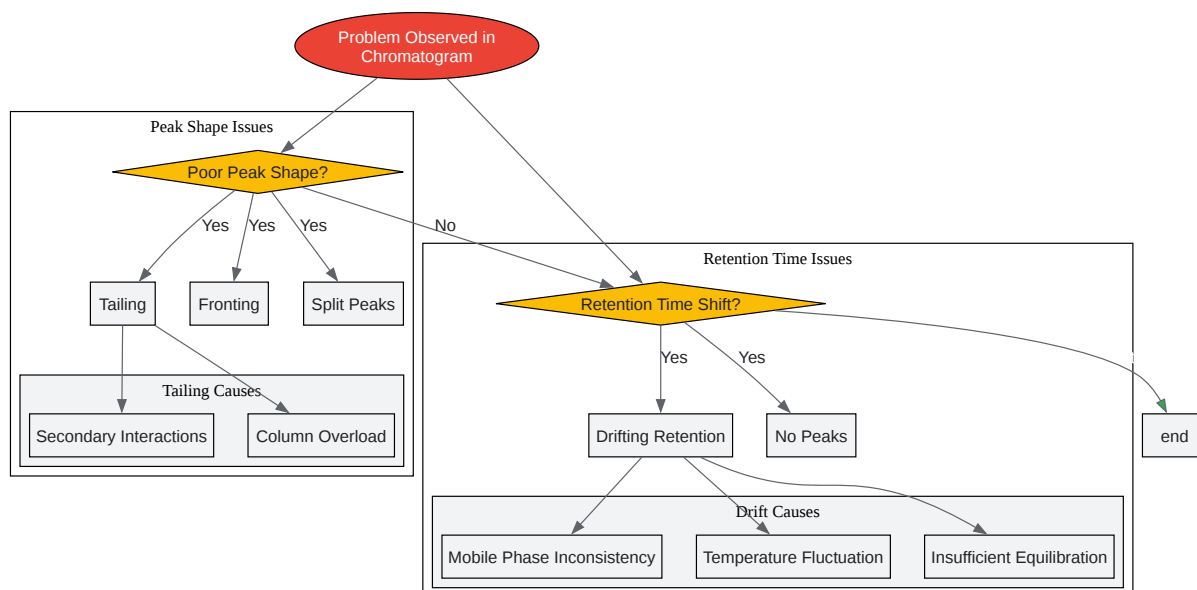 Problem Observed in
Chromatogram
Peak Shape Issues
Poor Peak Shape?
Yes
Yes
Yes
No
Retention Time Issues
Tailing
Fronting
Split Peaks
Retention Time Shift?
Yes
Yes
Tailing Causes
Secondary Interactions
Column Overload
Drifting Retention
No Peaks
end
Drift Causes
Mobile Phase Inconsistency
Temperature Fluctuation
Insufficient Equilibration